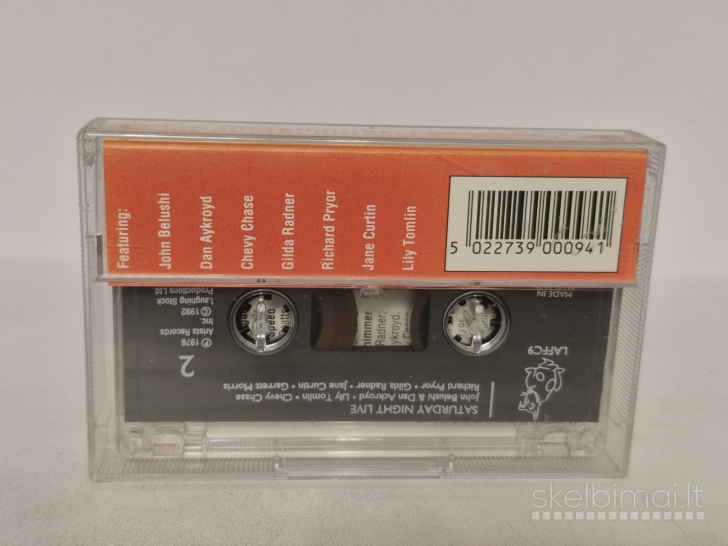 Featuring:
John Belushi
Dan Aykroyd
Chevy Chase
Gilda Radner
Richard Pryor
Jane Curtin
Lily Tomlin
5 022739 000941
SATURDAY NIGHT LIVE
John Belushi & Dan Ackroyd • Lily Tomlin • Chevy Chase
Richard Pryor • Gilda Radner • Jane Curtin • Garrett Morris
2
℗ 1976
Arista Records
Inc.
© 1992
Laughing Stock
Productions Ltd
LAFFC9
MADE IN
Speed
Radner,
skelbimai.lt